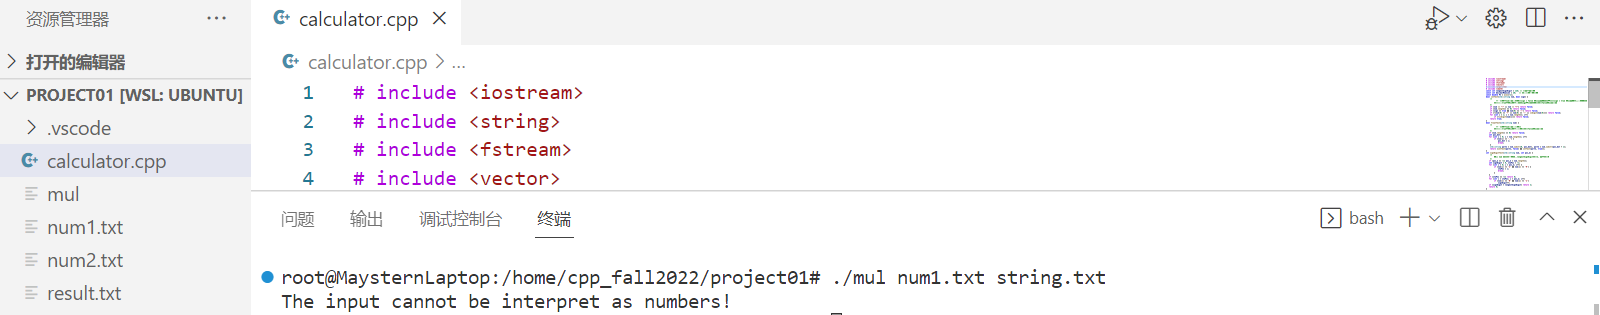 资源管理器 ···
打开的编辑器
PROJECT01 [WSL: UBUNTU]
.vscode
calculator.cpp
mul
num1.txt
num2.txt
result.txt
calculator.cpp
calculator.cpp > ...
1 # include <iostream>
2 # include <string>
3 # include <fstream>
4 # include <vector>
问题 输出 调试控制台 终端
bash
root@MaysternLaptop:/home/cpp_fall2022/project01# ./mul num1.txt string.txt
The input cannot be interpret as numbers!